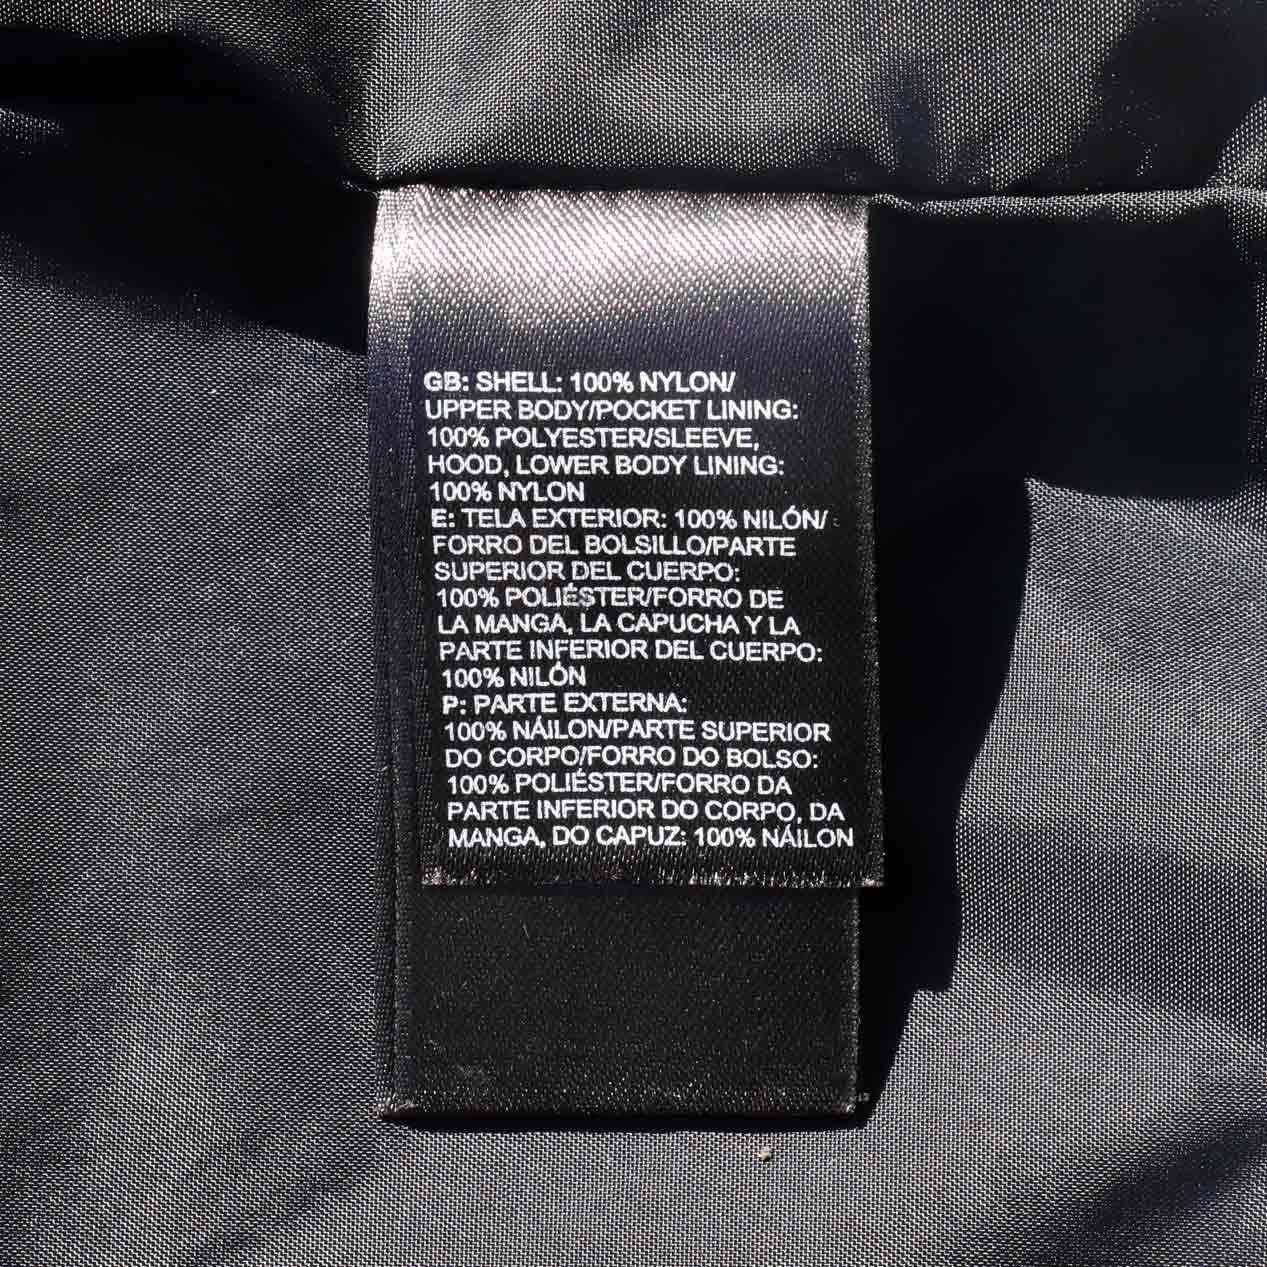 GB: SHELL: 100% NYLON/
UPPER BODY/POCKET LINING:
100% POLYESTER/SLEEVE,
HOOD, LOWER BODY LINING:
100% NYLON
E: TELA EXTERIOR: 100% NILÓN/
FORRO DEL BOLSILLO/PARTE
SUPERIOR DEL CUERPO:
100% POLIÉSTER/FORRO DE
LA MANGA, LA CAPUCHA Y LA
PARTE INFERIOR DEL CUERPO:
100% NILÓN
P: PARTE EXTERNA:
100% NÁILON/PARTE SUPERIOR
DO CORPO/FORRO DO BOLSO:
100% POLIÉSTER/FORRO DA
PARTE INFERIOR DO CORPO, DA
MANGA, DO CAPUZ: 100% NÁILON